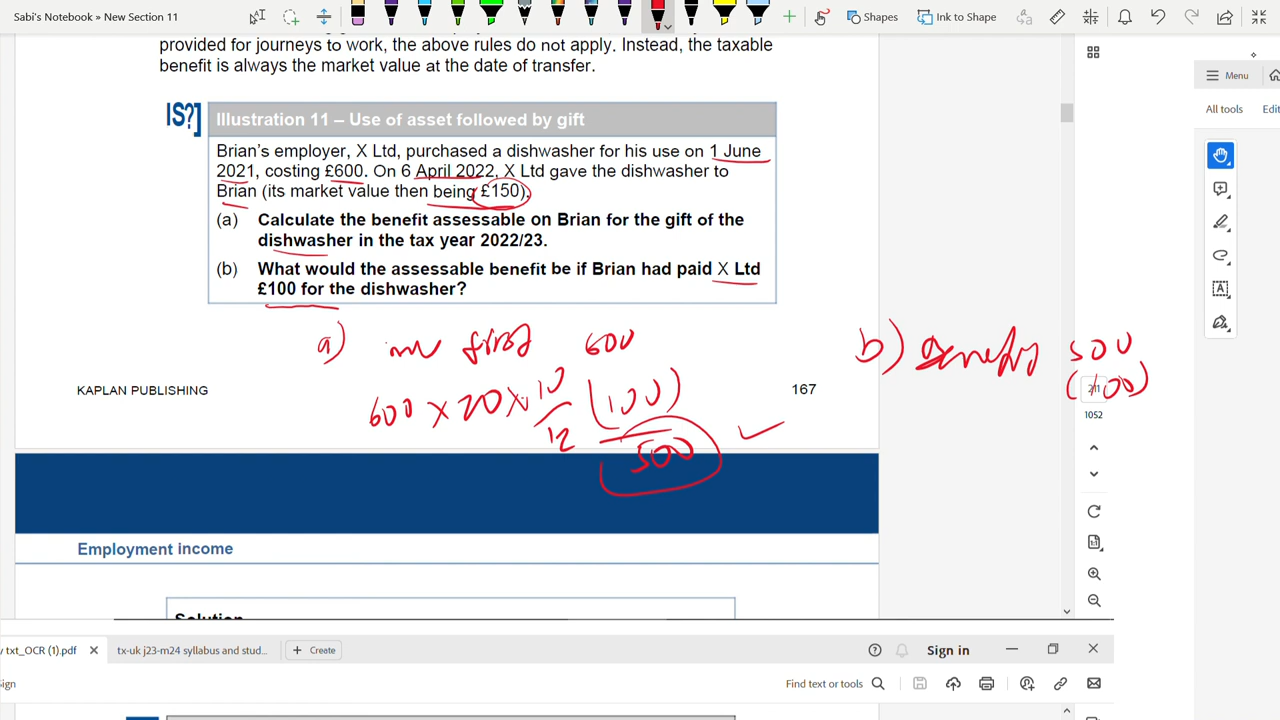 Sabi's Notebook » New Section 11
Shapes
Ink to Shape
provided for journeys to work, the above rules do not apply. Instead, the taxable
benefit is always the market value at the date of transfer.
Menu
All tools
Edit
IS?]
Illustration 11 – Use of asset followed by gift
Brian's employer, X Ltd, purchased a dishwasher for his use on 1 June
2021, costing £600. On 6 April 2022, X Ltd gave the dishwasher to
Brian (its market value then being £150).
(a) Calculate the benefit assessable on Brian for the gift of the
dishwasher in the tax year 2022/23.
(b) What would the assessable benefit be if Brian had paid X Ltd
£100 for the dishwasher?
a) first 600
600 × 20 × 10/12 (100)
500
b) 500
(100)
KAPLAN PUBLISHING
167
1052
Employment income
Solution
txt_OCR (1).pdf
tx-uk j23-m24 syllabus and stud...
Create
Sign in
Sign
Find text or tools